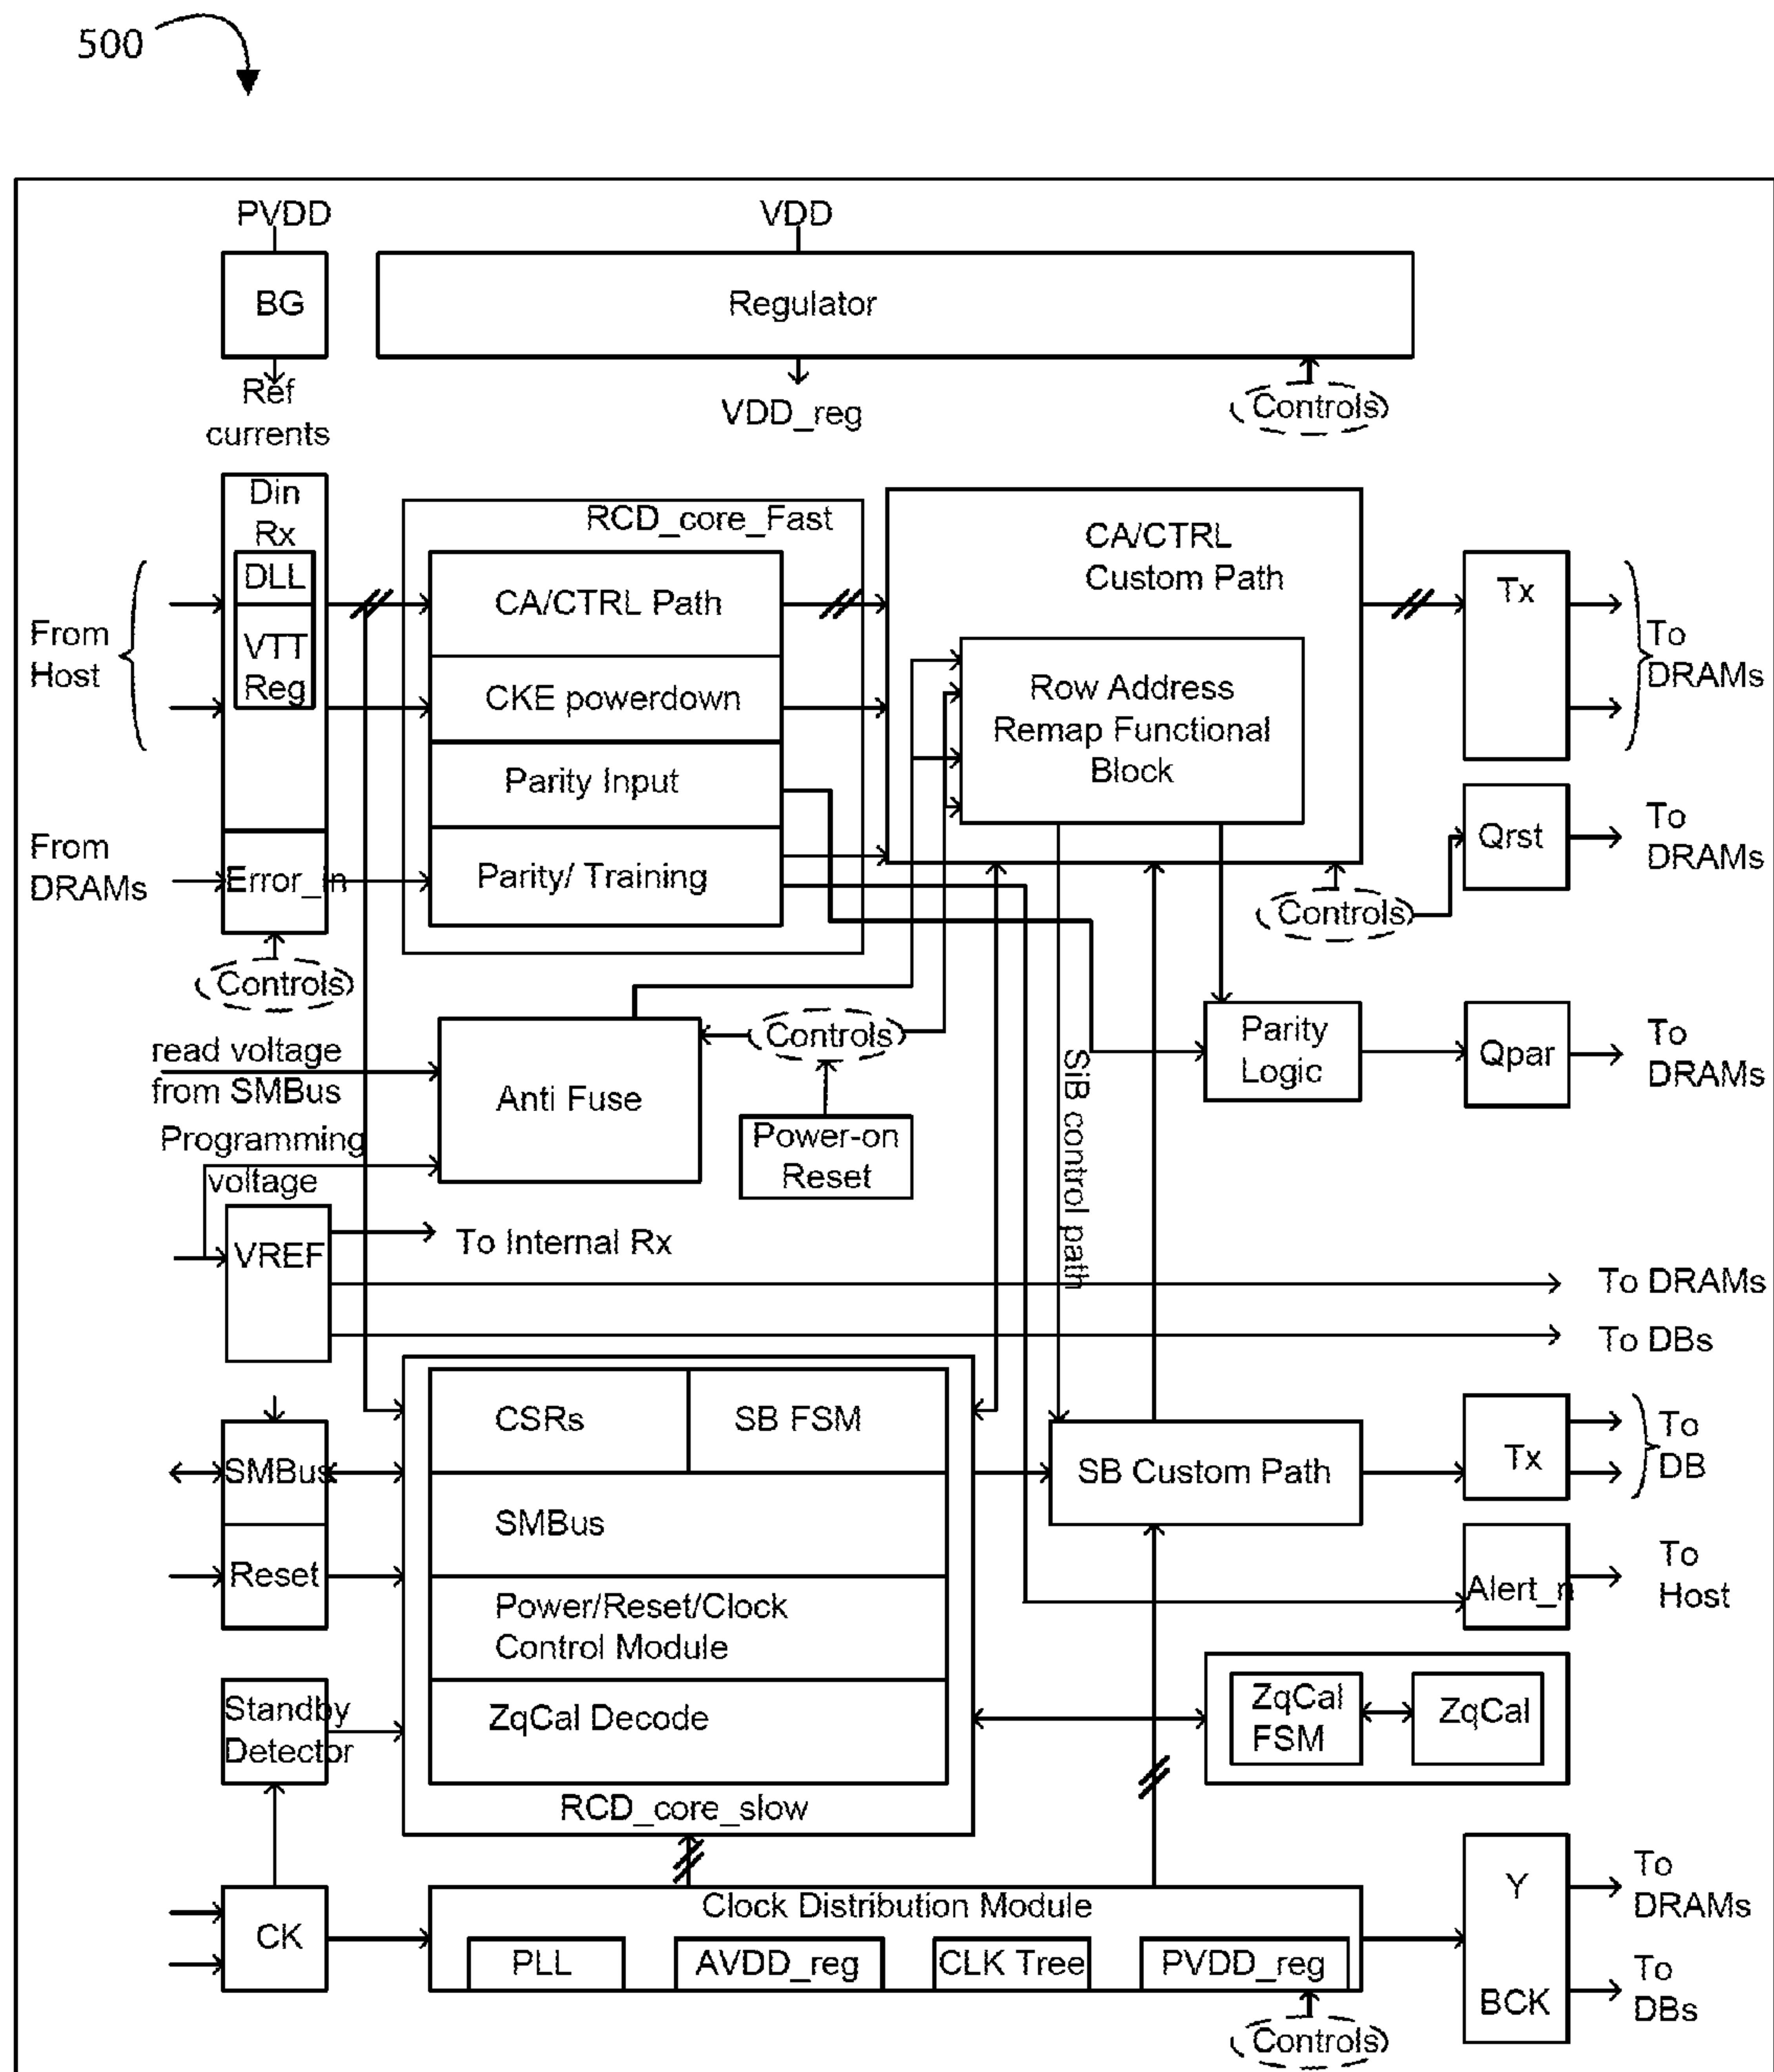 500
PVDD
VDD
BG
Regulator
Ref
currents
VDD_reg
Controls
Din
Rx
DLL
VTT
Reg
Error_in
From
Host
From
DRAMs
Controls
RCD_core_Fast
CA/CTRL Path
CKE powerdown
Parity Input
Parity/ Training
CA/CTRL
Custom Path
Row Address
Remap Functional
Block
Tx
To
DRAMs
Qrst
To
DRAMs
Controls
read voltage
from SMBus
Programming
voltage
Anti Fuse
Controls
Power-on
Reset
SiB control path
Parity
Logic
Qpar
To
DRAMs
VREF
To Internal Rx
To DRAMs
To DBs
SMBus
Reset
CSRs
SB FSM
SMBus
Power/Reset/Clock
Control Module
ZqCal Decode
RCD_core_slow
SB Custom Path
Tx
To
DB
Alert_n
To
Host
Standby
Detector
ZqCal
FSM
ZqCal
CK
Clock Distribution Module
PLL
AVDD_reg
CLK Tree
PVDD_reg
Controls
Y
BCK
To
DRAMs
To
DBs